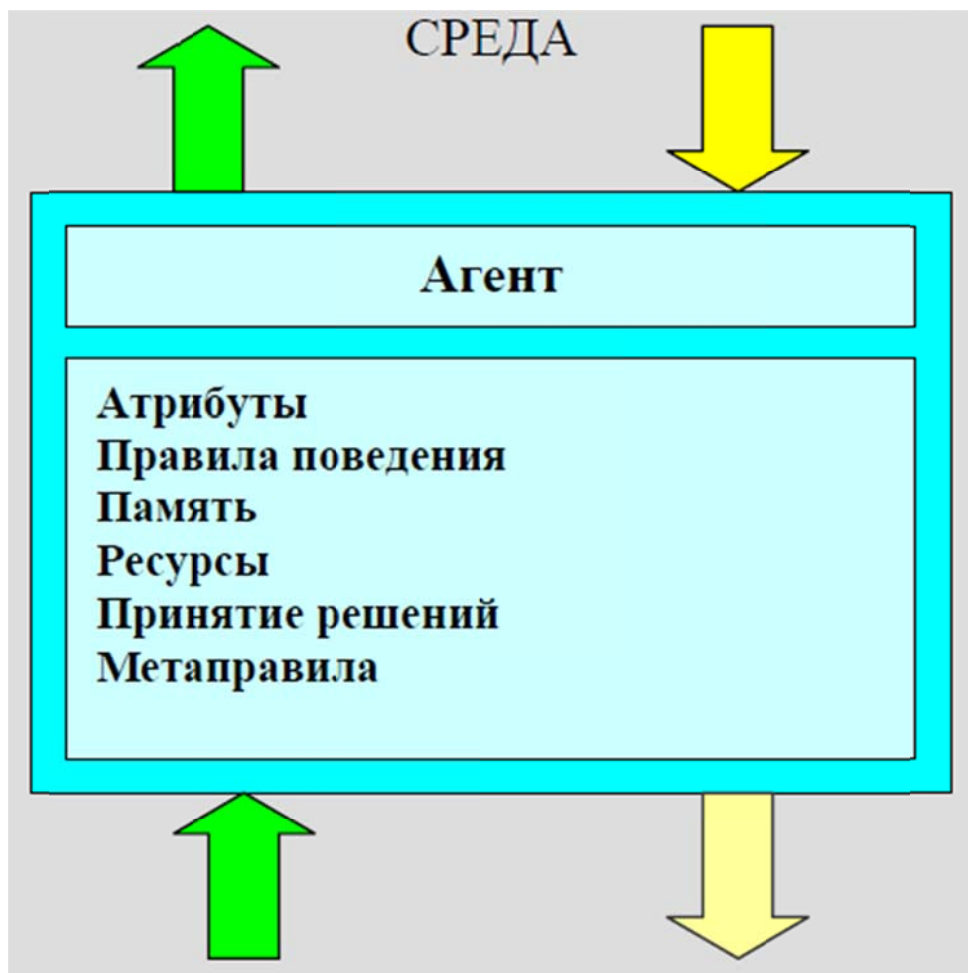 СРЕДА
Агент
Атрибуты
Правила поведения
Память
Ресурсы
Принятие решений
Метаправила